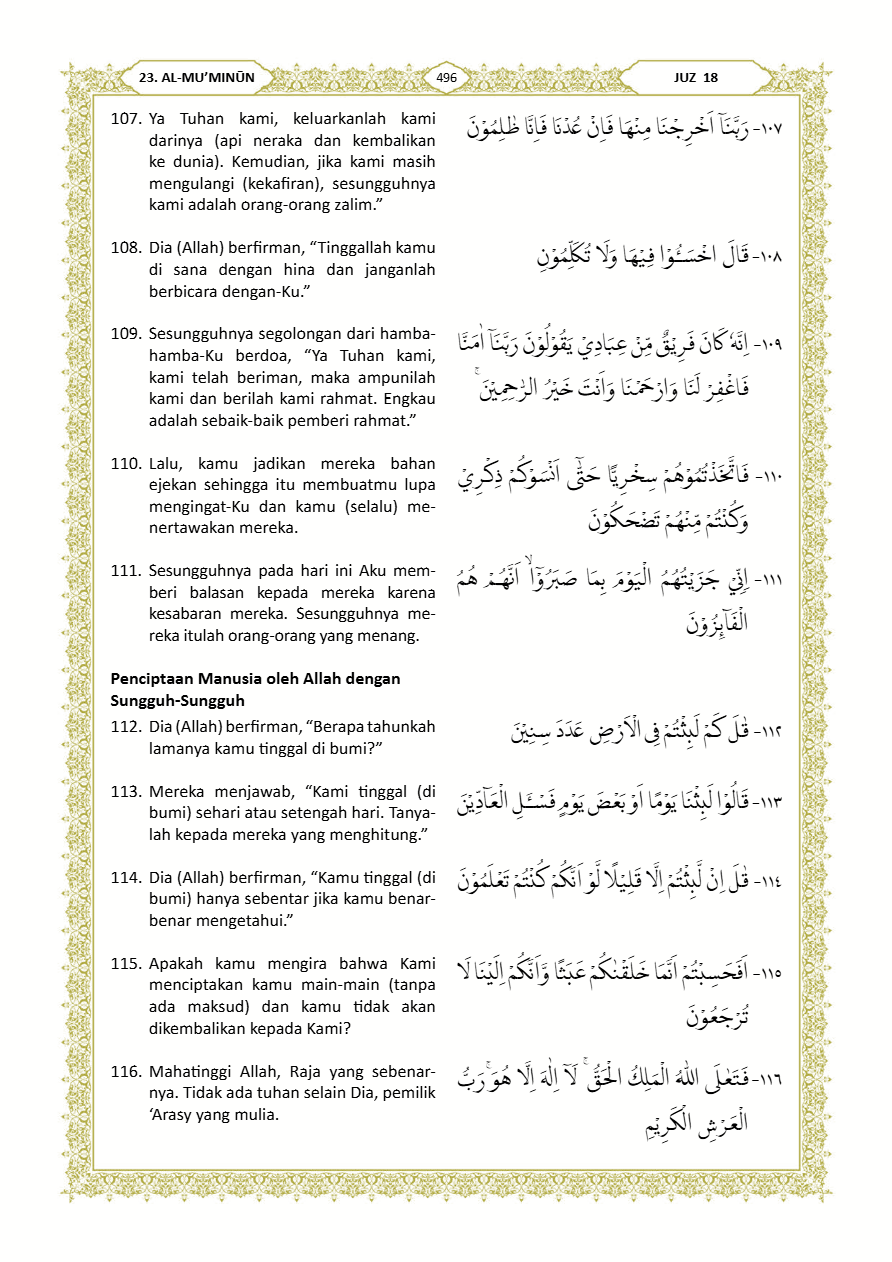 23. AL-MU’MINŪN
496
JUZ 18
107. Ya Tuhan kami, keluarkanlah kami
darinya (api neraka dan kembalikan
ke dunia). Kemudian, jika kami masih
mengulangi (kekafiran), sesungguhnya
kami adalah orang-orang zalim.”
١٠٧- رَبَّنَآ اَخْرِجْنَا مِنْهَا فَاِنْ عُدْنَا فَاِنَّا ظٰلِمُوْنَ
108. Dia (Allah) berfirman, “Tinggallah kamu
di sana dengan hina dan janganlah
berbicara dengan-Ku.”
١٠٨- قَالَ اخْسَـُٔوْا فِيْهَا وَلَا تُكَلِّمُوْنِ
109. Sesungguhnya segolongan dari hamba-
hamba-Ku berdoa, “Ya Tuhan kami,
kami telah beriman, maka ampunilah
kami dan berilah kami rahmat. Engkau
adalah sebaik-baik pemberi rahmat.”
١٠٩- اِنَّهٗ كَانَ فَرِيْقٌ مِّنْ عِبَادِيْ يَقُوْلُوْنَ رَبَّنَآ اٰمَنَّا
فَاغْفِرْ لَنَا وَارْحَمْنَا وَاَنْتَ خَيْرُ الرّٰحِمِيْنَ ۚ
110. Lalu, kamu jadikan mereka bahan
ejekan sehingga itu membuatmu lupa
mengingat-Ku dan kamu (selalu) me-
nertawakan mereka.
١١٠- فَاتَّخَذْتُمُوْهُمْ سِخْرِيًّا حَتّٰٓى اَنْسَوْكُمْ ذِكْرِيْ
وَكُنْتُمْ مِّنْهُمْ تَضْحَكُوْنَ
111. Sesungguhnya pada hari ini Aku mem-
beri balasan kepada mereka karena
kesabaran mereka. Sesungguhnya me-
reka itulah orang-orang yang menang.
١١١- اِنِّيْ جَزَيْتُهُمُ الْيَوْمَ بِمَا صَبَرُوْٓاۙ اَنَّهُمْ هُمُ
الْفَاۤىِٕزُوْنَ
Penciptaan Manusia oleh Allah dengan
Sungguh-Sungguh
112. Dia (Allah) berfirman, “Berapa tahunkah
lamanya kamu tinggal di bumi?”
١١٢- قٰلَ كَمْ لَبِثْتُمْ فِى الْاَرْضِ عَدَدَ سِنِيْنَ
113. Mereka menjawab, “Kami tinggal (di
bumi) sehari atau setengah hari. Tanya-
lah kepada mereka yang menghitung.”
١١٣- قَالُوْا لَبِثْنَا يَوْمًا اَوْ بَعْضَ يَوْمٍ فَسْـَٔلِ الْعَاۤدِّيْنَ
114. Dia (Allah) berfirman, “Kamu tinggal (di
bumi) hanya sebentar jika kamu benar-
benar mengetahui.”
١١٤- قٰلَ اِنْ لَّبِثْتُمْ اِلَّا قَلِيْلًا لَّوْ اَنَّكُمْ كُنْتُمْ تَعْلَمُوْنَ
115. Apakah kamu mengira bahwa Kami
menciptakan kamu main-main (tanpa
ada maksud) dan kamu tidak akan
dikembalikan kepada Kami?
١١٥- اَفَحَسِبْتُمْ اَنَّمَا خَلَقْنٰكُمْ عَبَثًا وَّاَنَّكُمْ اِلَيْنَا لَا
تُرْجَعُوْنَ
116. Mahatinggi Allah, Raja yang sebenar-
nya. Tidak ada tuhan selain Dia, pemilik
‘Arasy yang mulia.
١١٦- فَتَعٰلَى اللّٰهُ الْمَلِكُ الْحَقُّۚ لَآ اِلٰهَ اِلَّا هُوَۚ رَبُّ
الْعَرْشِ الْكَرِيْمِ